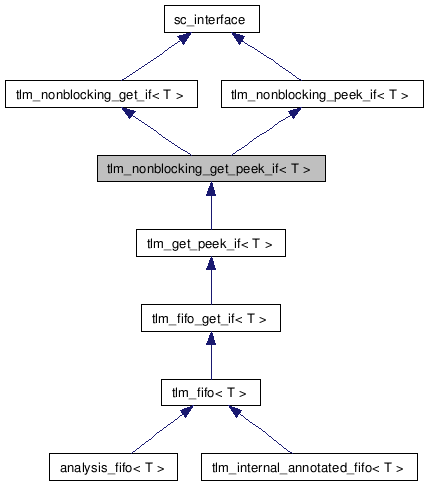 sc_interface
tlm_nonblocking_get_if< T >
tlm_nonblocking_peek_if< T >
tlm_nonblocking_get_peek_if< T >
tlm_get_peek_if< T >
tlm_fifo_get_if< T >
tlm_fifo< T >
analysis_fifo< T >
tlm_internal_annotated_fifo< T >